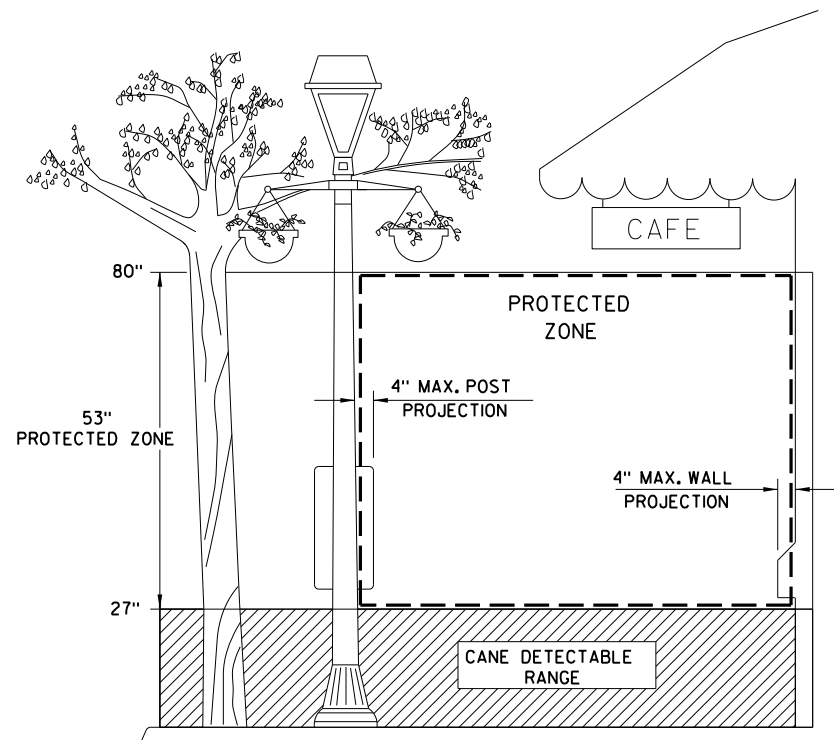 CAFE
80"
PROTECTED
ZONE
4" MAX. POST
PROJECTION
53"
PROTECTED ZONE
4" MAX. WALL
PROJECTION
27"
CANE DETECTABLE
RANGE